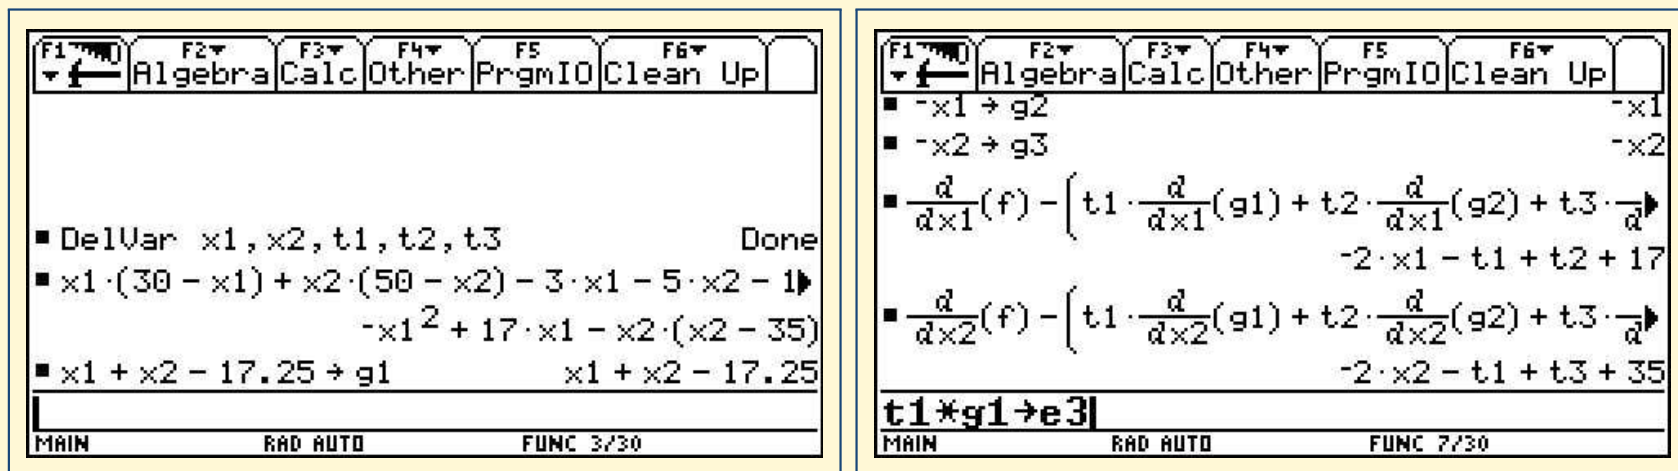 F1 F2 F3 F4 F5 F6
Algebra Calc Other PrgmIO Clean Up
DelVar x1,x2,t1,t2,t3 Done
x1·(30 − x1) + x2·(50 − x2) − 3·x1 − 5·x2 − 1▶
-x1² + 17·x1 − x2·(x2 − 35)
x1 + x2 − 17.25 → g1 x1 + x2 − 17.25
MAIN RAD AUTO FUNC 3/30
F1 F2 F3 F4 F5 F6
Algebra Calc Other PrgmIO Clean Up
-x1 → g2 -x1
-x2 → g3 -x2
d/dx1(f) − (t1·d/dx1(g1) + t2·d/dx1(g2) + t3·d▶
-2·x1 − t1 + t2 + 17
d/dx2(f) − (t1·d/dx2(g1) + t2·d/dx2(g2) + t3·d▶
-2·x2 − t1 + t3 + 35
t1*g1→e3
MAIN RAD AUTO FUNC 7/30